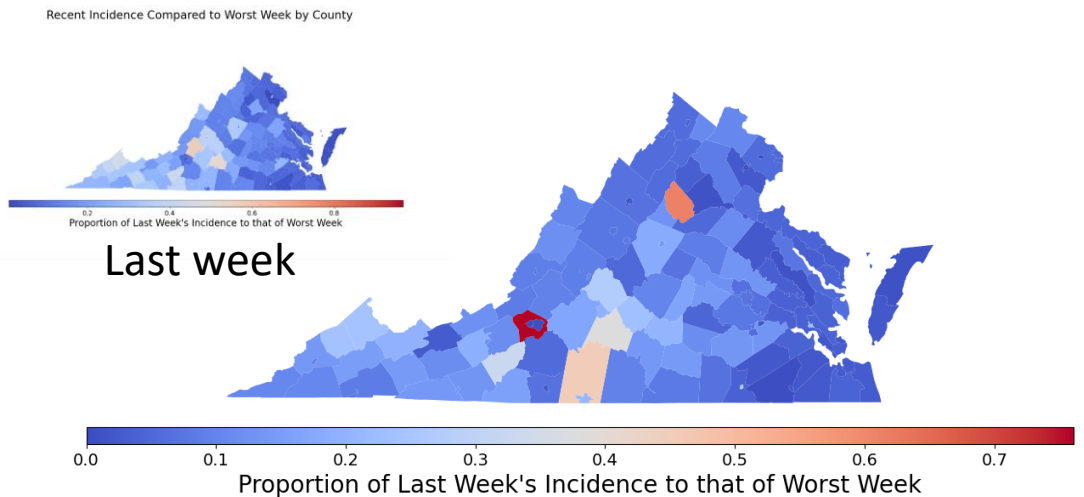 Recent Incidence Compared to Worst Week by County
0.2 0.4 0.6 0.8
Proportion of Last Week's Incidence to that of Worst Week
Last week
0.0 0.1 0.2 0.3 0.4 0.5 0.6 0.7
Proportion of Last Week's Incidence to that of Worst Week